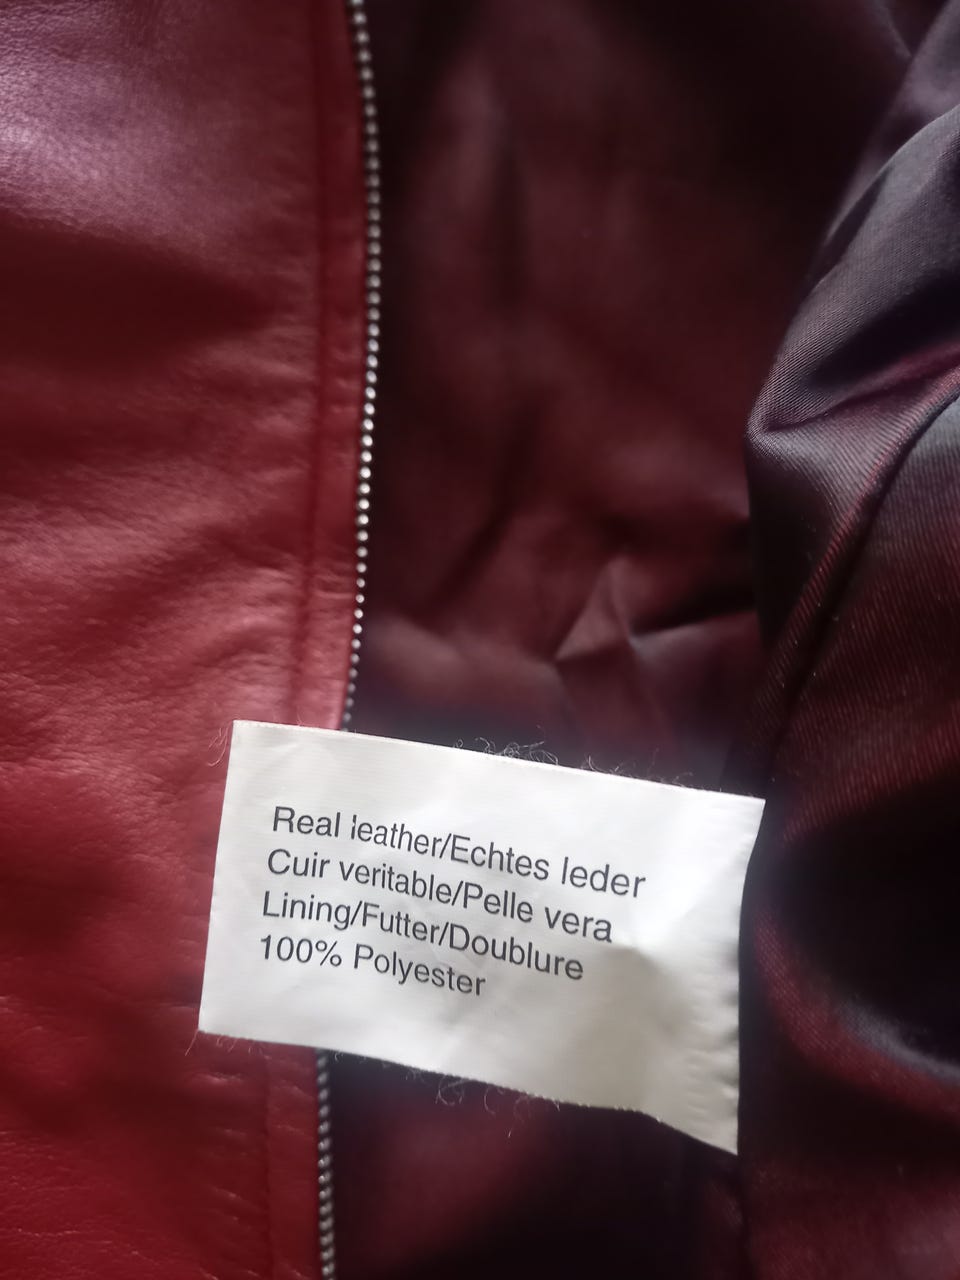 Real leather/Echtes leder
Cuir veritable/Pelle vera
Lining/Futter/Doublure
100% Polyester